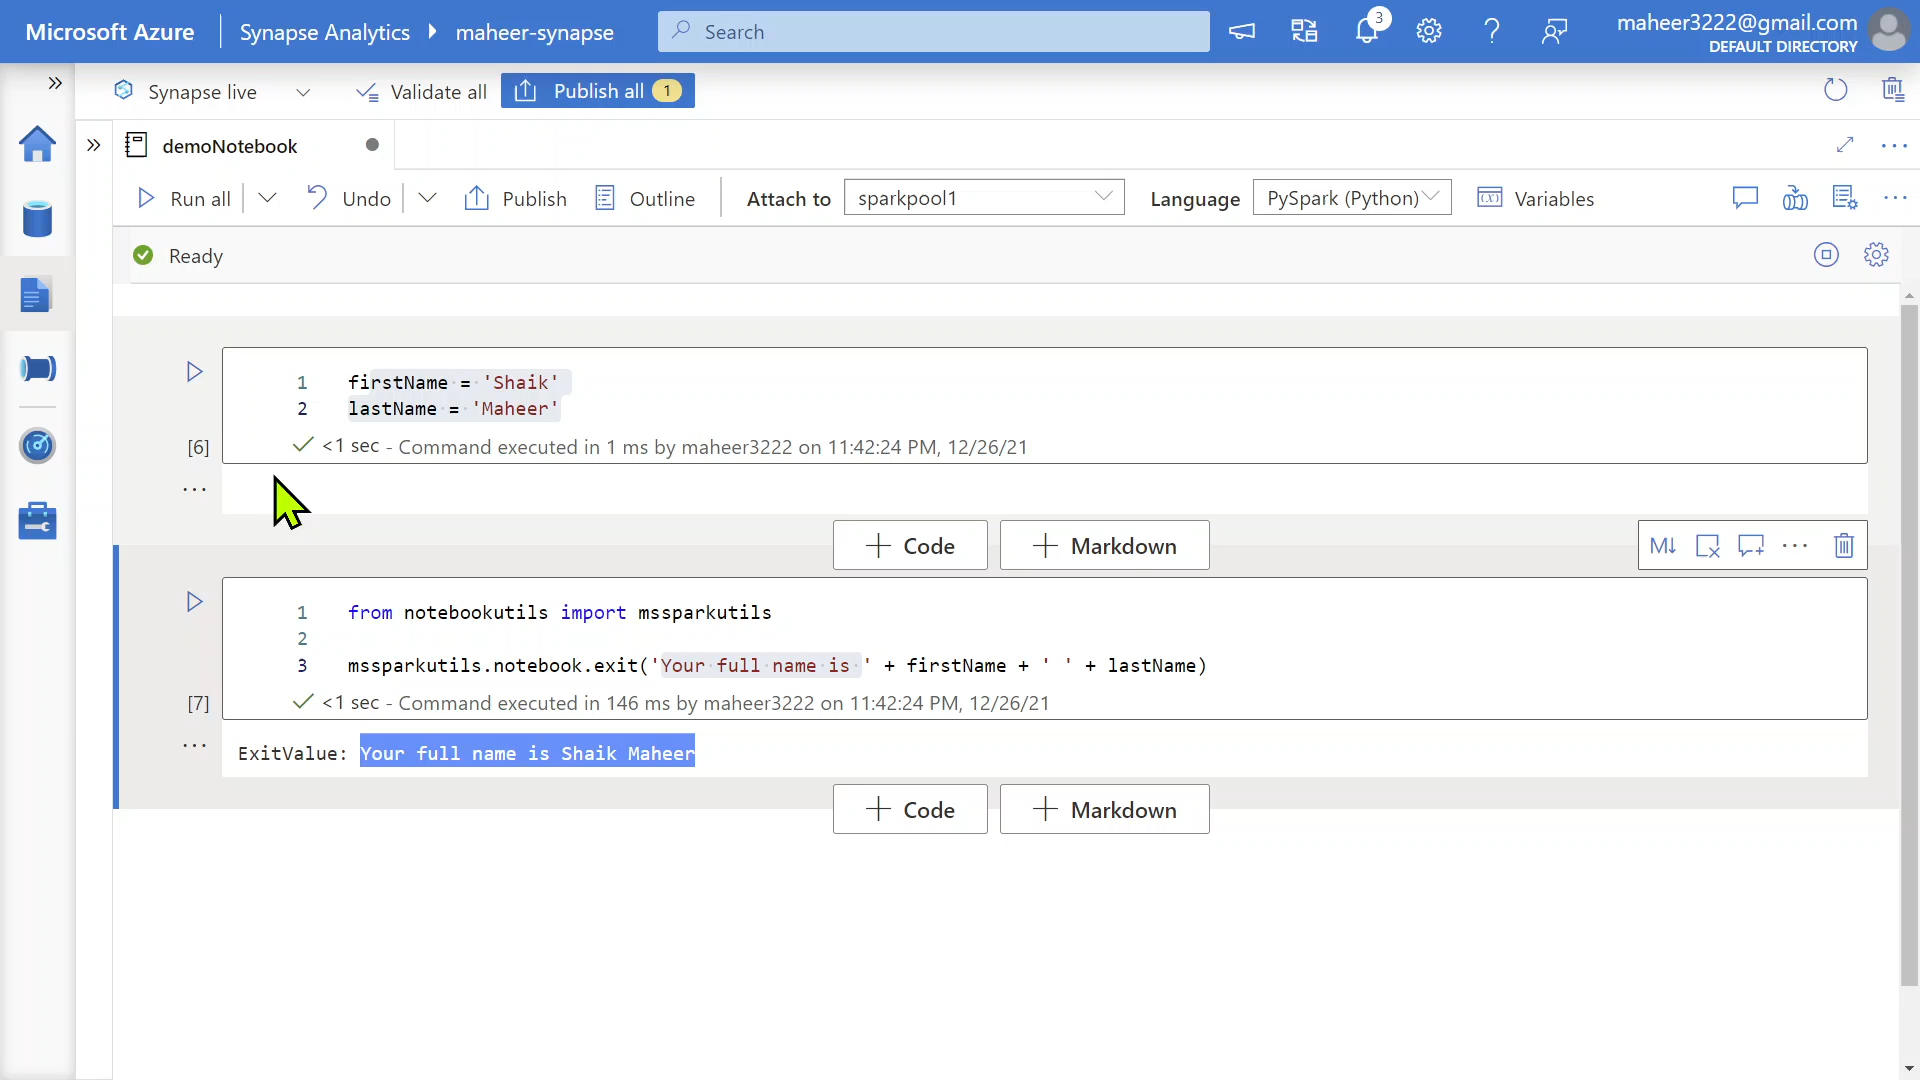 Microsoft Azure Synapse Analytics maheer-synapse Search 3 maheer3222@gmail.com
DEFAULT DIRECTORY
Synapse live Validate all Publish all 1
demoNotebook
Run all Undo Publish Outline Attach to sparkpool1 Language PySpark (Python) Variables
Ready
1 firstName = 'Shaik'
2 lastName = 'Maheer'
[6] <1 sec - Command executed in 1 ms by maheer3222 on 11:42:24 PM, 12/26/21
+ Code + Markdown
M↓
1 from notebookutils import mssparkutils
2
3 mssparkutils.notebook.exit('Your full name is ' + firstName + ' ' + lastName)
[7] <1 sec - Command executed in 146 ms by maheer3222 on 11:42:24 PM, 12/26/21
ExitValue: Your full name is Shaik Maheer
+ Code + Markdown